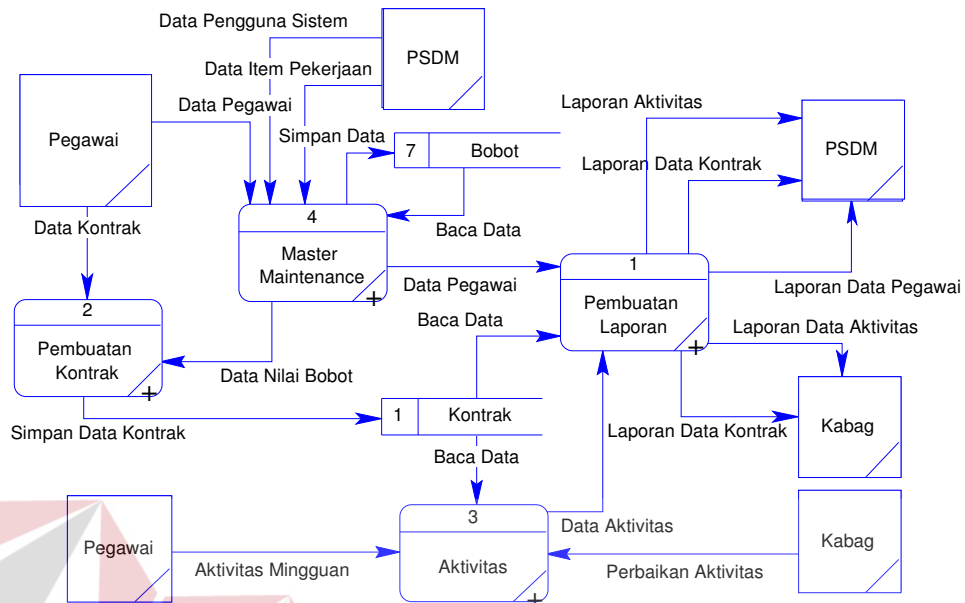 Data Pengguna Sistem
PSDM
Data Item Pekerjaan
Data Pegawai
Laporan Aktivitas
Pegawai
Simpan Data
7 Bobot
PSDM
Laporan Data Kontrak
Data Kontrak
4
Master
Maintenance
Baca Data
1
Pembuatan
Laporan
Data Pegawai
Laporan Data Pegawai
2
Pembuatan
Kontrak
Baca Data
Laporan Data Aktivitas
Data Nilai Bobot
Simpan Data Kontrak
1 Kontrak
Kabag
Laporan Data Kontrak
Baca Data
3
Aktivitas
Data Aktivitas
Pegawai
Aktivitas Mingguan
Kabag
Perbaikan Aktivitas